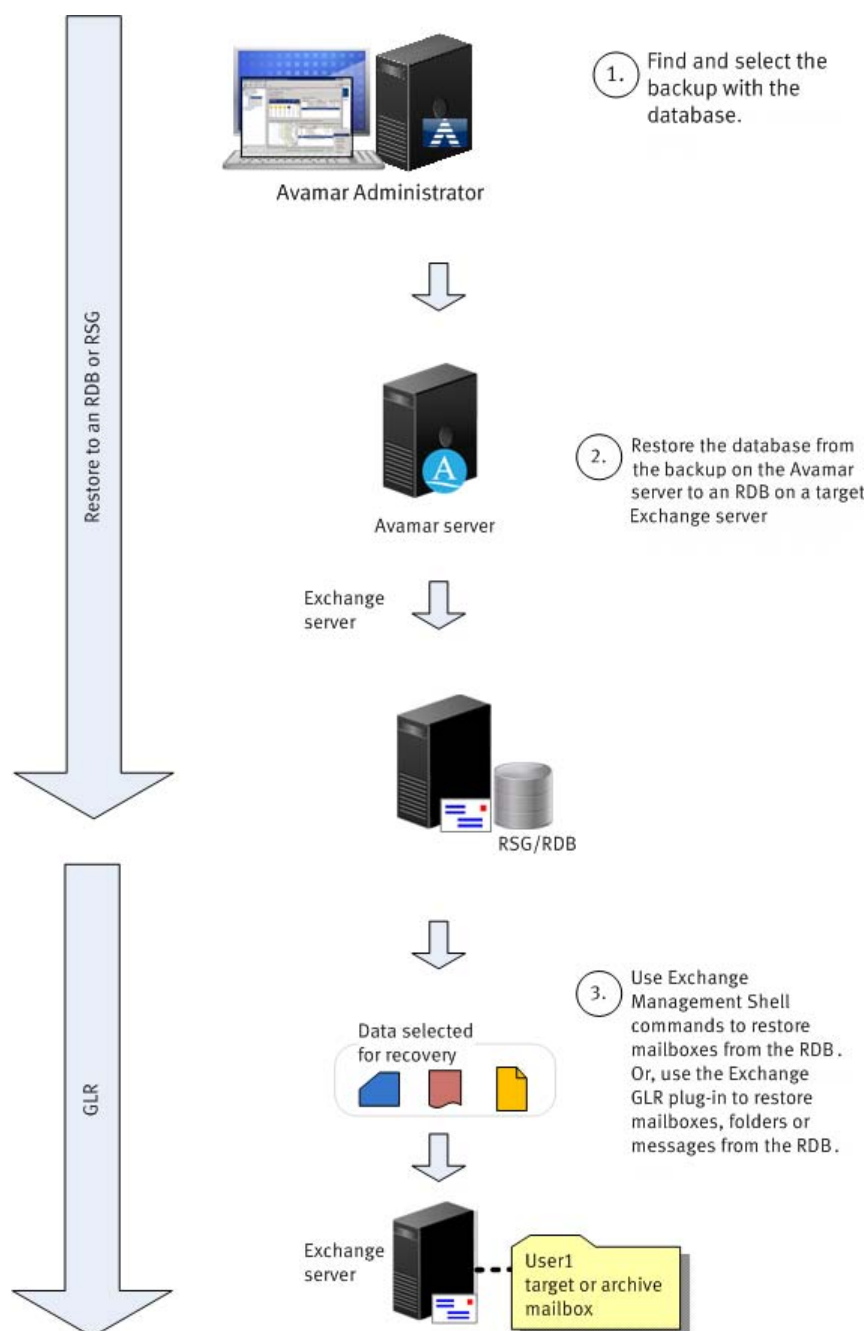 1.
Find and select the
backup with the
database.
Avamar Administrator
Restore to an RDB or RSG
2.
Restore the database from
the backup on the Avamar
server to an RDB on a target
Exchange server
Avamar server
Exchange
server
RSG/RDB
GLR
3.
Use Exchange
Management Shell
commands to restore
mailboxes from the RDB.
Or, use the Exchange
GLR plug-in to restore
mailboxes, folders or
messages from the RDB.
Data selected
for recovery
Exchange
server
User1
target or archive
mailbox